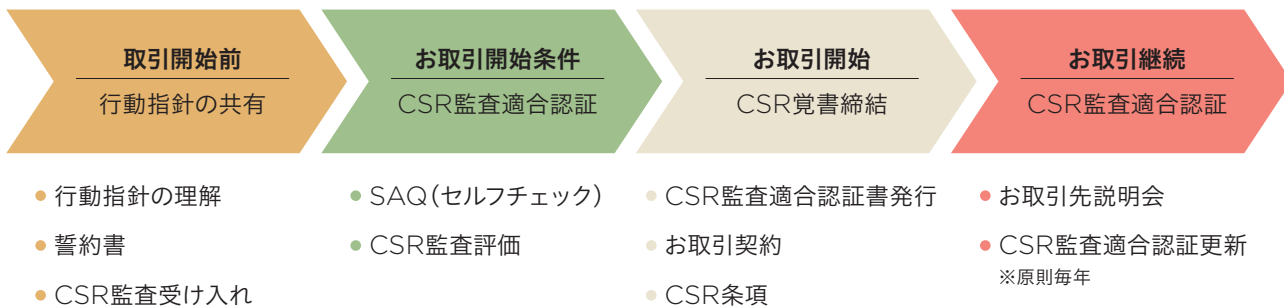 取引開始前
行動指針の共有
行動指針の理解
誓約書
CSR監査受け入れ
お取引開始条件
CSR監査適合認証
SAQ（セルフチェック）
CSR監査評価
お取引開始
CSR覚書締結
CSR監査適合認証書発行
お取引契約
CSR条項
お取引継続
CSR監査適合認証
お取引先説明会
CSR監査適合認証更新
※原則毎年